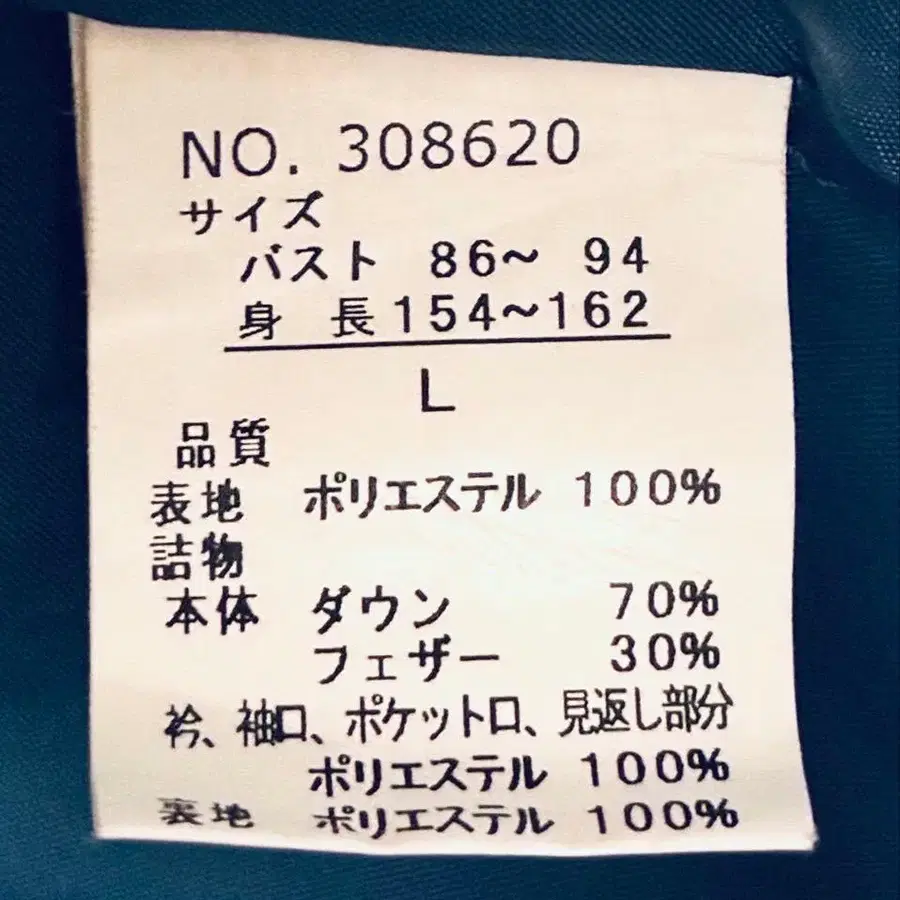 NO. 308620
サイズ
バスト 86~ 94
身 長154~162
L
品質
表地 ポリエステル 100%
詰物
本体 ダウン 70%
フェザー 30%
衿、袖口、ポケット口、見返し部分
ポリエステル 100%
裏地 ポリエステル 100%